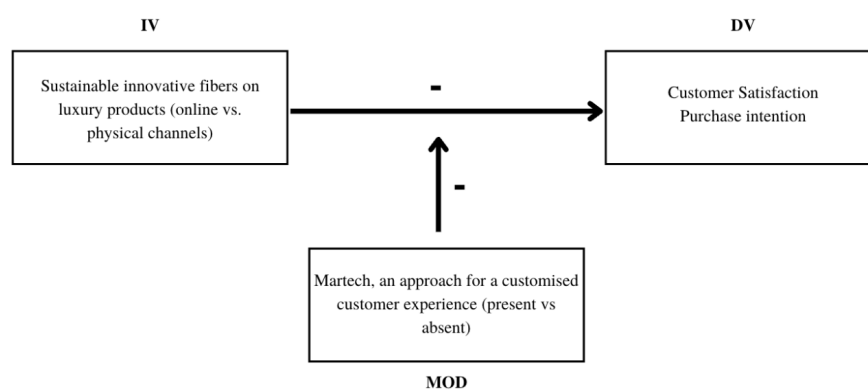 IV
DV
Sustainable innovative fibers on
luxury products (online vs.
physical channels)
-
Customer Satisfaction
Purchase intention
-
Martech, an approach for a customised
customer experience (present vs
absent)
MOD